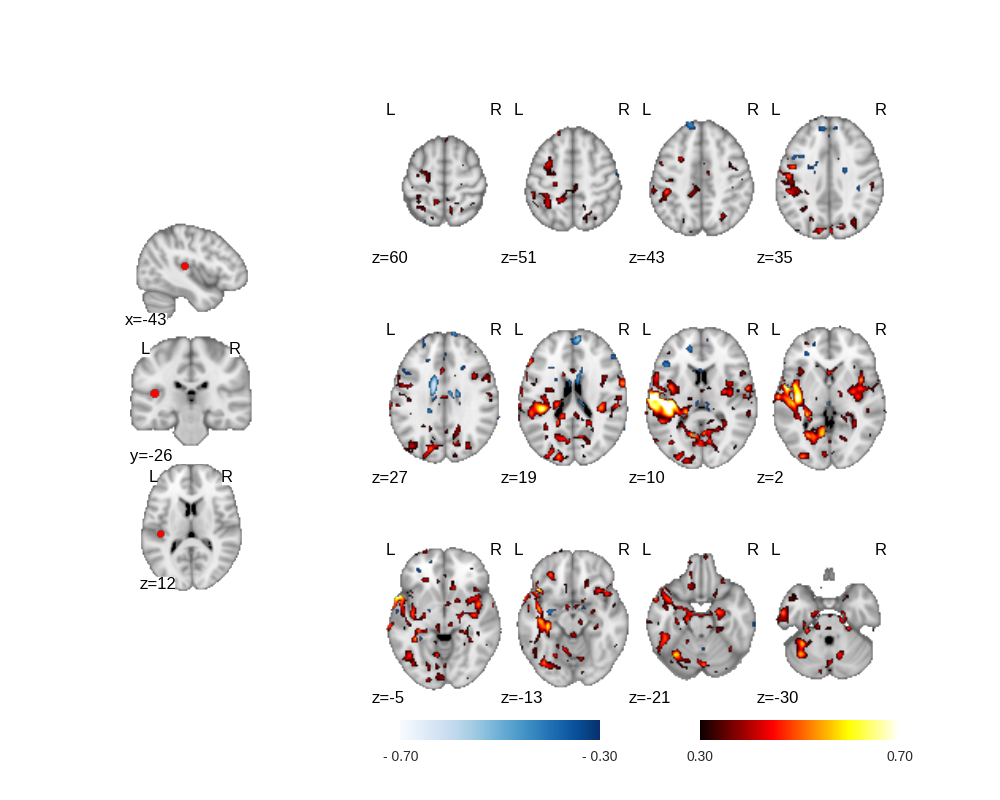 L R L R L R L R
z=60 z=51 z=43 z=35
x=-43
L R L R L R L R
L R
z=27 z=19 z=10 z=2
y=-26
L R
L R L R L R L R
z=12
z=-5 z=-13 z=-21 z=-30
- 0.70 - 0.30 0.30 0.70